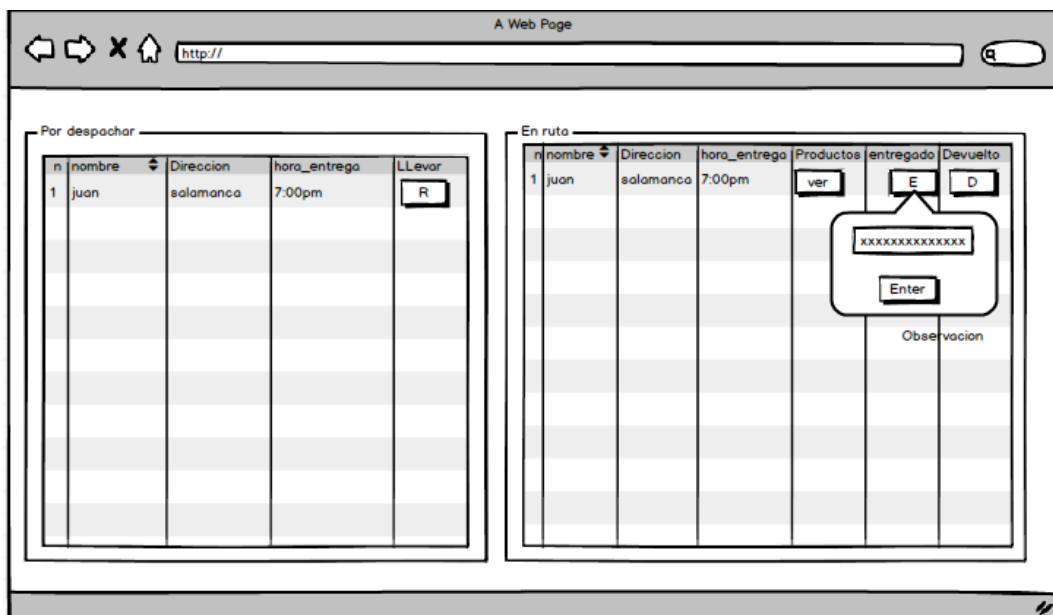 A Web Page
http://
Por despachar
n nombre Direccion hora_entrega LLevar
1 juan salamanca 7:00pm R
En ruta
n nombre Direccion hora_entrega Productos entregado Devuelto
1 juan salamanca 7:00pm ver E D
xxxxxxxxxxxxxx
Enter
Observacion